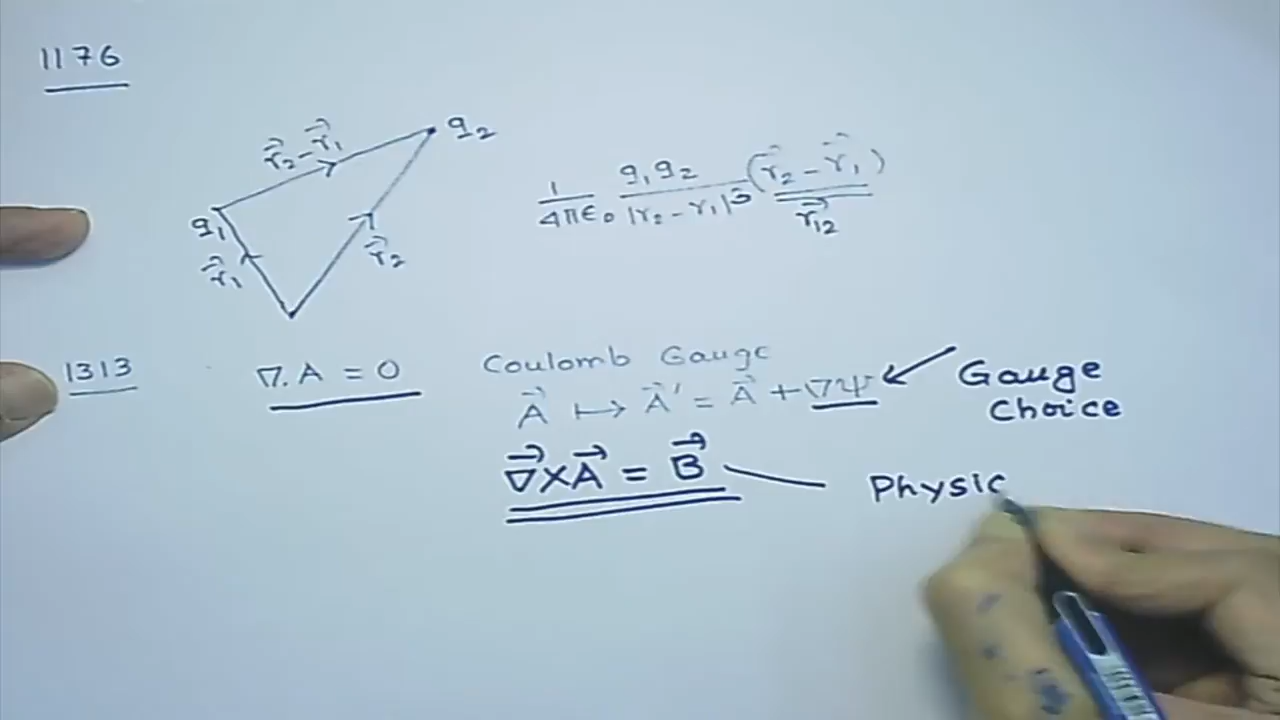 1176
q₂
r⃗₂ - r⃗₁
q₁
r⃗₁
r⃗₂
1/4πϵ₀ q₁q₂/|r₂ - r₁|³ (r⃗₂ - r⃗₁)
r⃗₁₂
1313
∇.A = 0
Coulomb Gauge
A⃗ ↦ A⃗' = A⃗ + ∇ψ
Gauge
Choice
∇⃗×A⃗ = B⃗
Physic